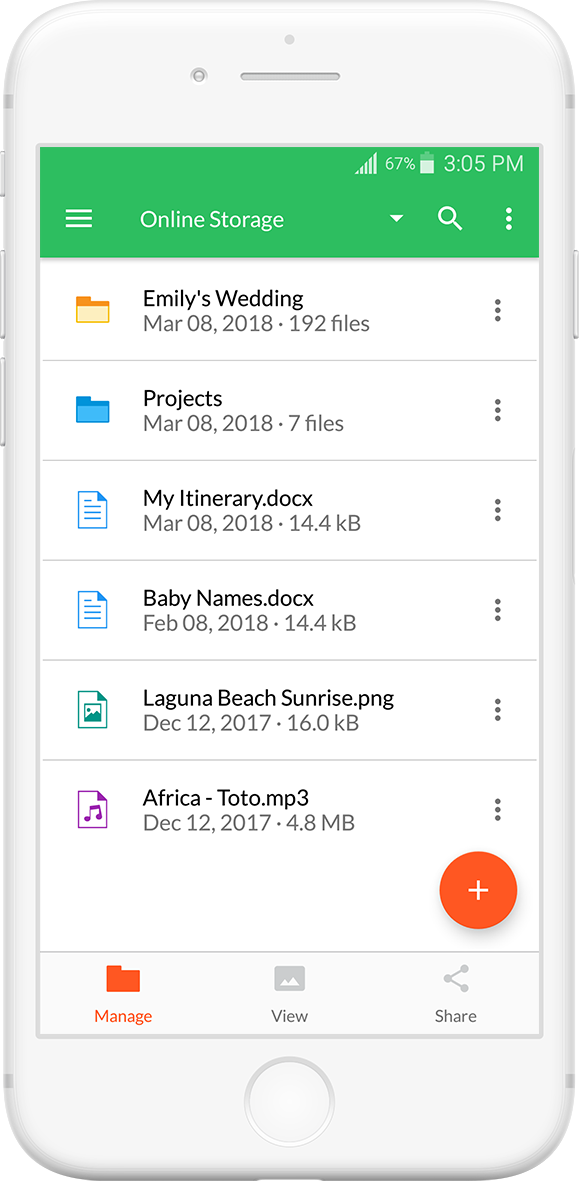 67% 3:05 PM
Online Storage
Emily's Wedding
Mar 08, 2018 · 192 files
Projects
Mar 08, 2018 · 7 files
My Itinerary.docx
Mar 08, 2018 · 14.4 kB
Baby Names.docx
Feb 08, 2018 · 14.4 kB
Laguna Beach Sunrise.png
Dec 12, 2017 · 16.0 kB
Africa - Toto.mp3
Dec 12, 2017 · 4.8 MB
Manage View Share